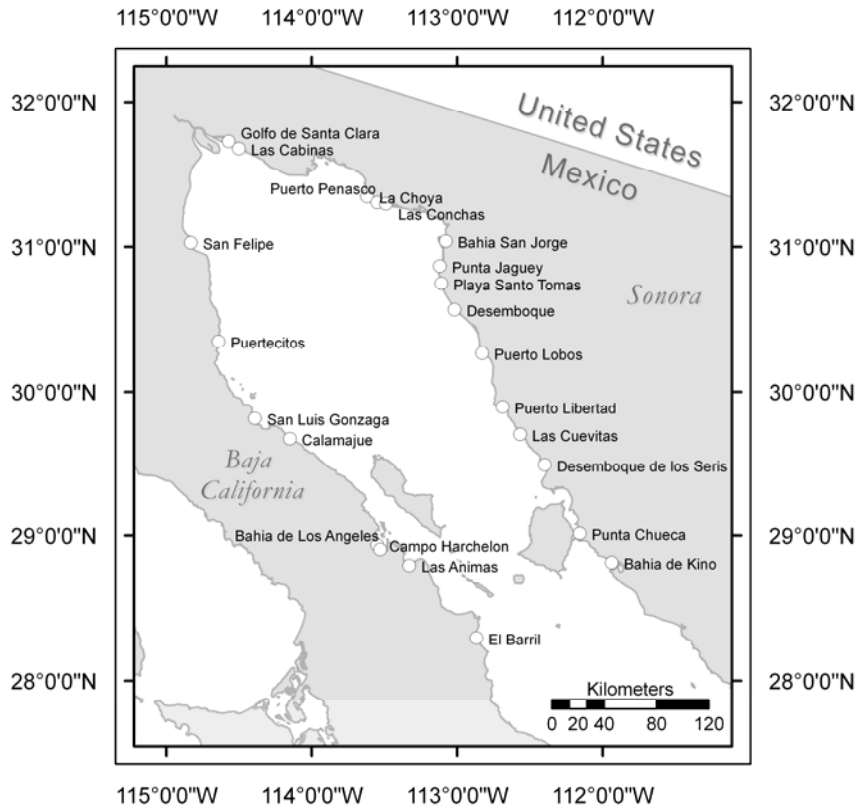 115°0'0"W 114°0'0"W 113°0'0"W 112°0'0"W
32°0'0"N 32°0'0"N
United States
Mexico
Golfo de Santa Clara
Las Cabinas
Puerto Penasco
La Choya
Las Conchas
31°0'0"N 31°0'0"N
San Felipe
Bahia San Jorge
Punta Jaguey
Playa Santo Tomas
Sonora
Desemboque
Puertecitos
Puerto Lobos
30°0'0"N 30°0'0"N
Puerto Libertad
San Luis Gonzaga
Las Cuevitas
Calamajue
Baja
California
Desemboque de los Seris
29°0'0"N 29°0'0"N
Bahia de Los Angeles
Campo Harchelon
Punta Chueca
Las Animas
Bahia de Kino
El Barril
28°0'0"N 28°0'0"N
Kilometers
0 20 40 80 120
115°0'0"W 114°0'0"W 113°0'0"W 112°0'0"W